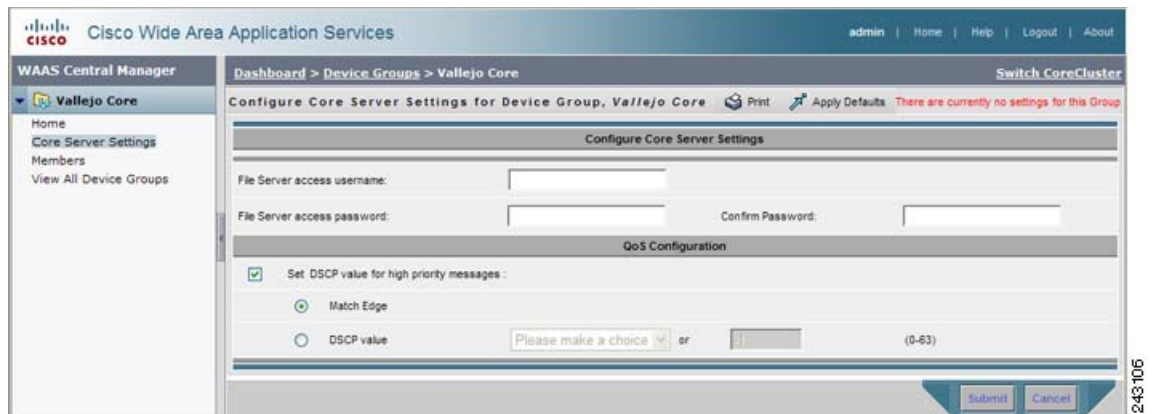 CISCO
Cisco Wide Area Application Services
admin | Home | Help | Logout | About
WAAS Central Manager
Dashboard > Device Groups > Vallejo Core
Switch CoreCluster
Vallejo Core
Configure Core Server Settings for Device Group, Vallejo Core
Print
Apply Defaults
There are currently no settings for this Group
Home
Core Server Settings
Members
View All Device Groups
Configure Core Server Settings
File Server access username:
File Server access password:
Confirm Password:
QoS Configuration
Set DSCP value for high priority messages :
Match Edge
DSCP value
Please make a choice
or
(0-63)
Submit
Cancel
243106